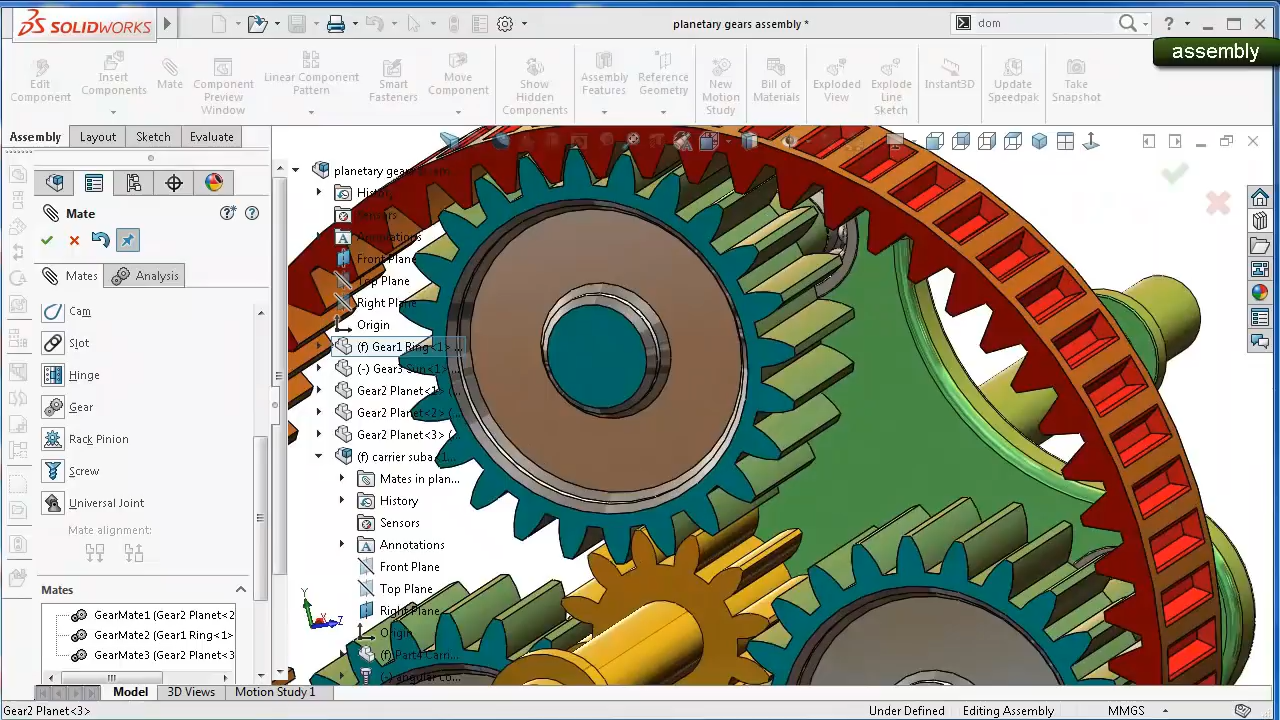 SOLIDWORKS
planetary gears assembly *
dom
assembly
Edit Component
Insert Components
Mate
Component Preview Window
Linear Component Pattern
Smart Fasteners
Move Component
Show Hidden Components
Assembly Features
Reference Geometry
New Motion Study
Bill of Materials
Exploded View
Explode Line Sketch
Instant3D
Update Speedpak
Take Snapshot
Assembly
Layout
Sketch
Evaluate
Mate
Mates
Analysis
Cam
Slot
Hinge
Gear
Rack Pinion
Screw
Universal Joint
Mate alignment:
Mates
GearMate1 (Gear2 Planet<2
GearMate2 (Gear1 Ring<1>
GearMate3 (Gear2 Planet<3
planetary gears
Sensors
Annotations
Front Plane
Top Plane
Right Plane
Origin
(f) Gear1 Ring<1> ...
(-) Gear3 Sun<1>
Gear2 Planet<1> (...
Gear2 Planet<2> (...
Gear2 Planet<3> (...
(f) carrier suba
Mates in plan...
History
Sensors
Annotations
Front Plane
Top Plane
Right Plane
Origin
Y
Z
Model
3D Views
Motion Study 1
Gear2 Planet<3>
Under Defined
Editing Assembly
MMGS